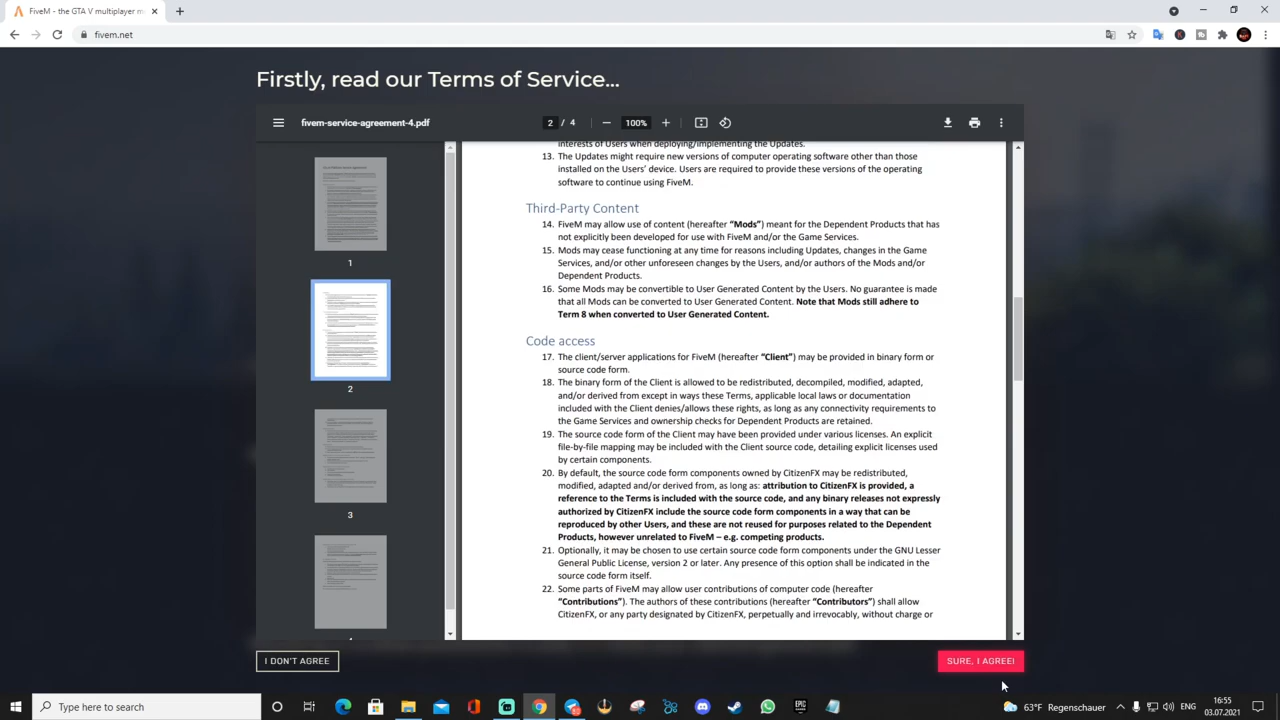 FiveM - the GTA V multiplayer m
fivem.net
Firstly, read our Terms of Service...
fivem-service-agreement-4.pdf
2 / 4
100%
interests of Users when deploying/implementing the Updates.
13. The Updates might require new versions of computer operating software other than those
installed on the Users' device. Users are required to provide these versions of the operating
software to continue using FiveM.
Third-Party Content
14. FiveM may allow use of content (hereafter “Mods”) meant for the Dependent Products that has
not explicitly been developed for use with FiveM and/or the Game Services.
15. Mods may cease functioning at any time for reasons including Updates, changes in the Game
Services, and/or other unforeseen changes by the Users, and/or authors of the Mods and/or
Dependent Products.
16. Some Mods may be convertible to User Generated Content by the Users. No guarantee is made
that all Mods can be converted to User Generated Content. Note that Mods still adhere to
Term 8 when converted to User Generated Content.
Code access
17. The client/server applications for FiveM (hereafter “Client”) may be provided in binary form or
source code form.
18. The binary form of the Client is allowed to be redistributed, decompiled, modified, adapted,
and/or derived from except in ways these Terms, applicable local laws or documentation
included with the Client denies/allows these rights, as long as any connectivity requirements to
the Game Services and ownership checks for Dependent Products are retained.
19. The source code form of the Client may have been provided under various licenses. An explicit
file-by-file mapping may be included with the Client source code, detailing explicit licenses used
by certain components.
20. By default, the source code form components owned by CitizenFX may be redistributed,
modified, adapted and/or derived from, as long as: attribution to CitizenFX is provided, a
reference to the Terms is included with the source code, and any binary releases not expressly
authorized by CitizenFX include the source code form components in a way that can be
reproduced by other Users, and these are not reused for purposes related to the Dependent
Products, however unrelated to FiveM – e.g. competing products.
21. Optionally, it may be chosen to use certain source code form components under the GNU Lesser
General Public License, version 2 or later. Any presence of this option shall be indicated in the
source code form itself.
22. Some parts of FiveM may allow user contributions of computer code (hereafter
“Contributions”). The authors of these contributions (hereafter “Contributors”) shall allow
CitizenFX, or any party designated by CitizenFX, perpetually and irrevocably, without charge or
1
2
3
I DON'T AGREE
SURE, I AGREE!
Type here to search
63°F Regenschauer
16:55
03.07.2021